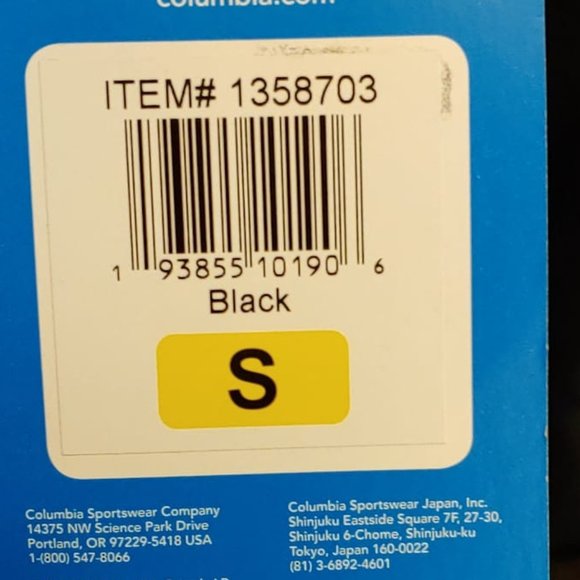 columbia.com
ITEM# 1358703
1 93855 10190 6
Black
S
Columbia Sportswear Company
14375 NW Science Park Drive
Portland, OR 97229-5418 USA
1-(800) 547-8066
Columbia Sportswear Japan, Inc.
Shinjuku Eastside Square 7F, 27-30,
Shinjuku 6-Chome, Shinjuku-ku
Tokyo, Japan 160-0022
(81) 3-6892-4601